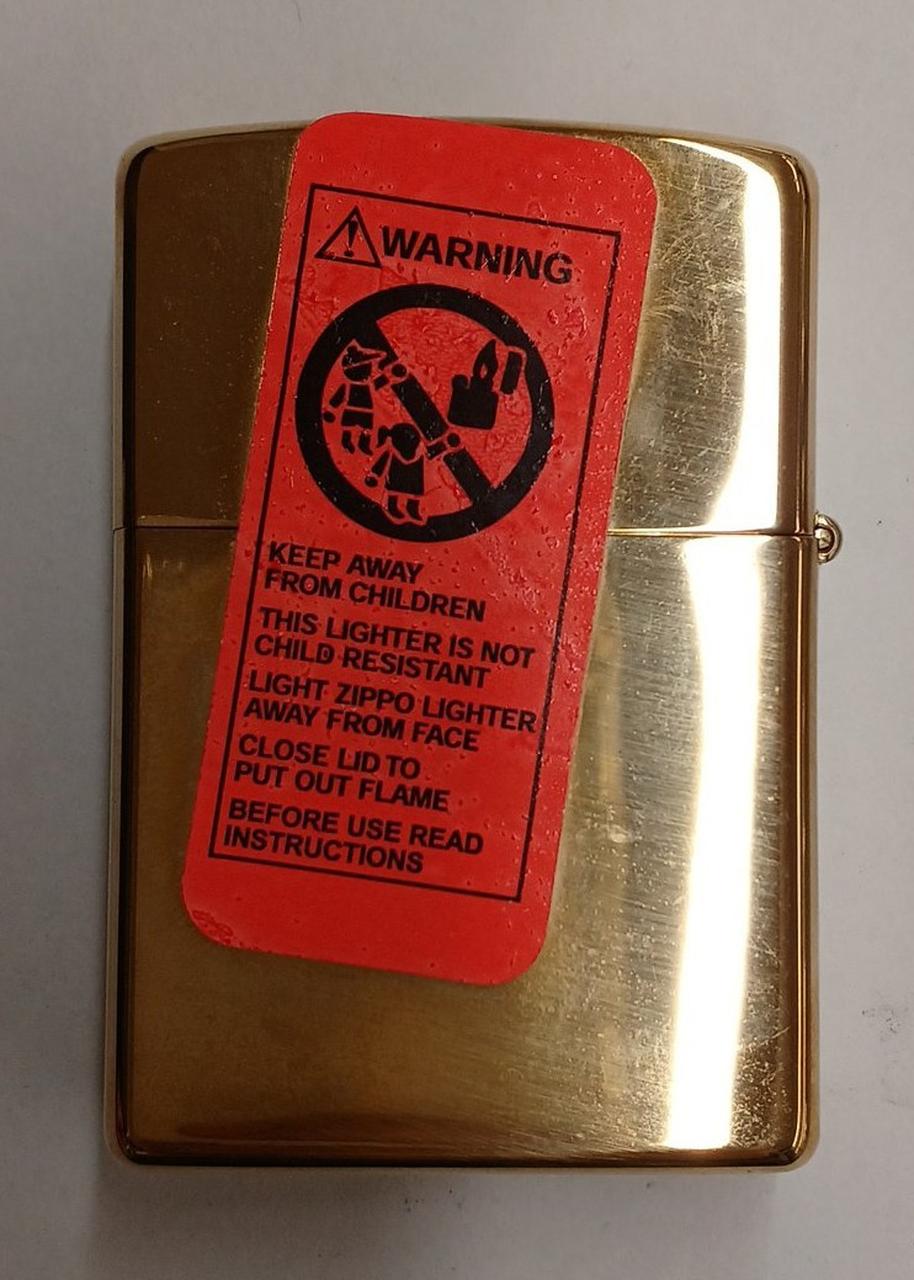 WARNING
KEEP AWAY
FROM CHILDREN
THIS LIGHTER IS NOT
CHILD RESISTANT
LIGHT ZIPPO LIGHTER
AWAY FROM FACE
CLOSE LID TO
PUT OUT FLAME
BEFORE USE READ
INSTRUCTIONS